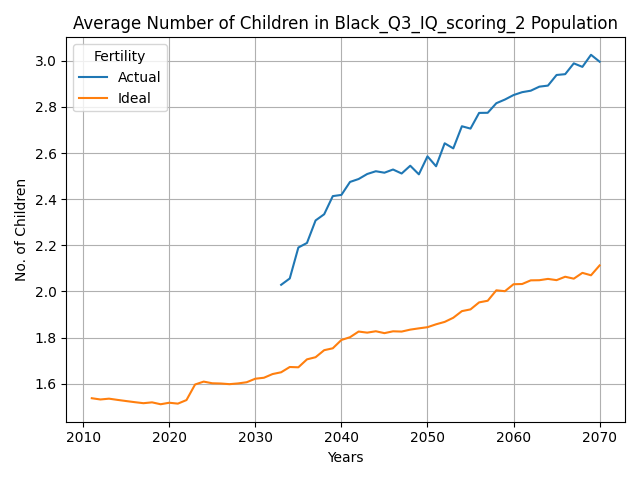 Average Number of Children in Black_Q3_IQ_scoring_2 Population
Fertility
Actual
Ideal
No. of Children
3.0
2.8
2.6
2.4
2.2
2.0
1.8
1.6
2010 2020 2030 2040 2050 2060 2070
Years